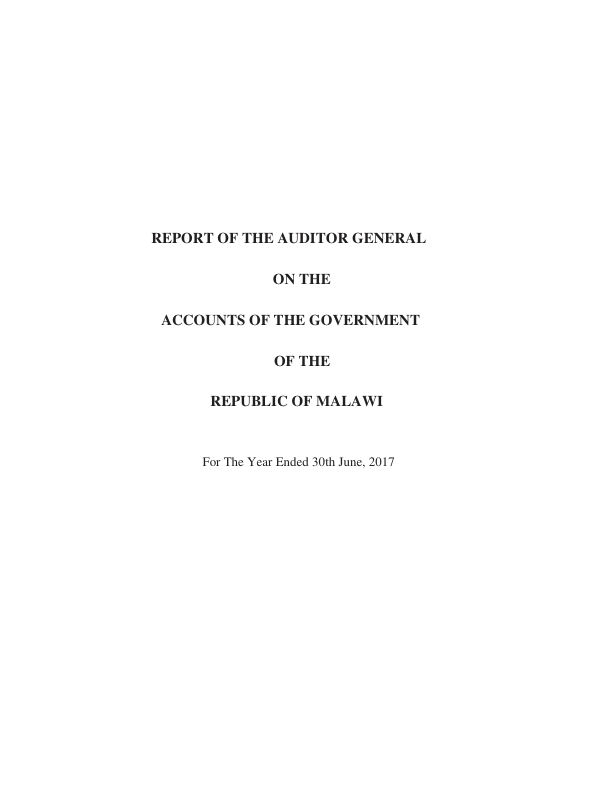 REPORT OF THE AUDITOR GENERAL
ON THE
ACCOUNTS OF THE GOVERNMENT
OF THE
REPUBLIC OF MALAWI
For The Year Ended 30th June, 2017